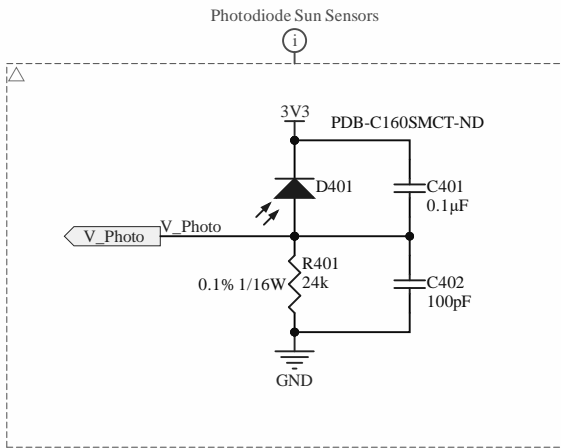 Photodiode Sun Sensors
i
3V3
PDB-C160SMCT-ND
D401
C401
0.1µF
V_Photo
V_Photo
R401
0.1% 1/16W
24k
C402
100pF
GND